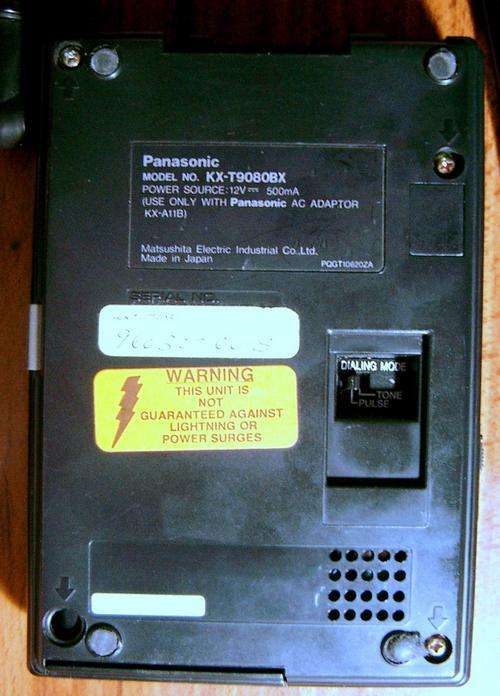 Panasonic
MODEL NO. KX-T9080BX
POWER SOURCE:12V⎓ 500mA
(USE ONLY WITH Panasonic AC ADAPTOR
KX-A11B)
Matsushita Electric Industrial Co.,Ltd.
Made in Japan
PQGT10620ZA
SERIAL NO.
WARNING
THIS UNIT IS
NOT
GUARANTEED AGAINST
LIGHTNING OR
POWER SURGES
DIALING MODE
TONE
PULSE